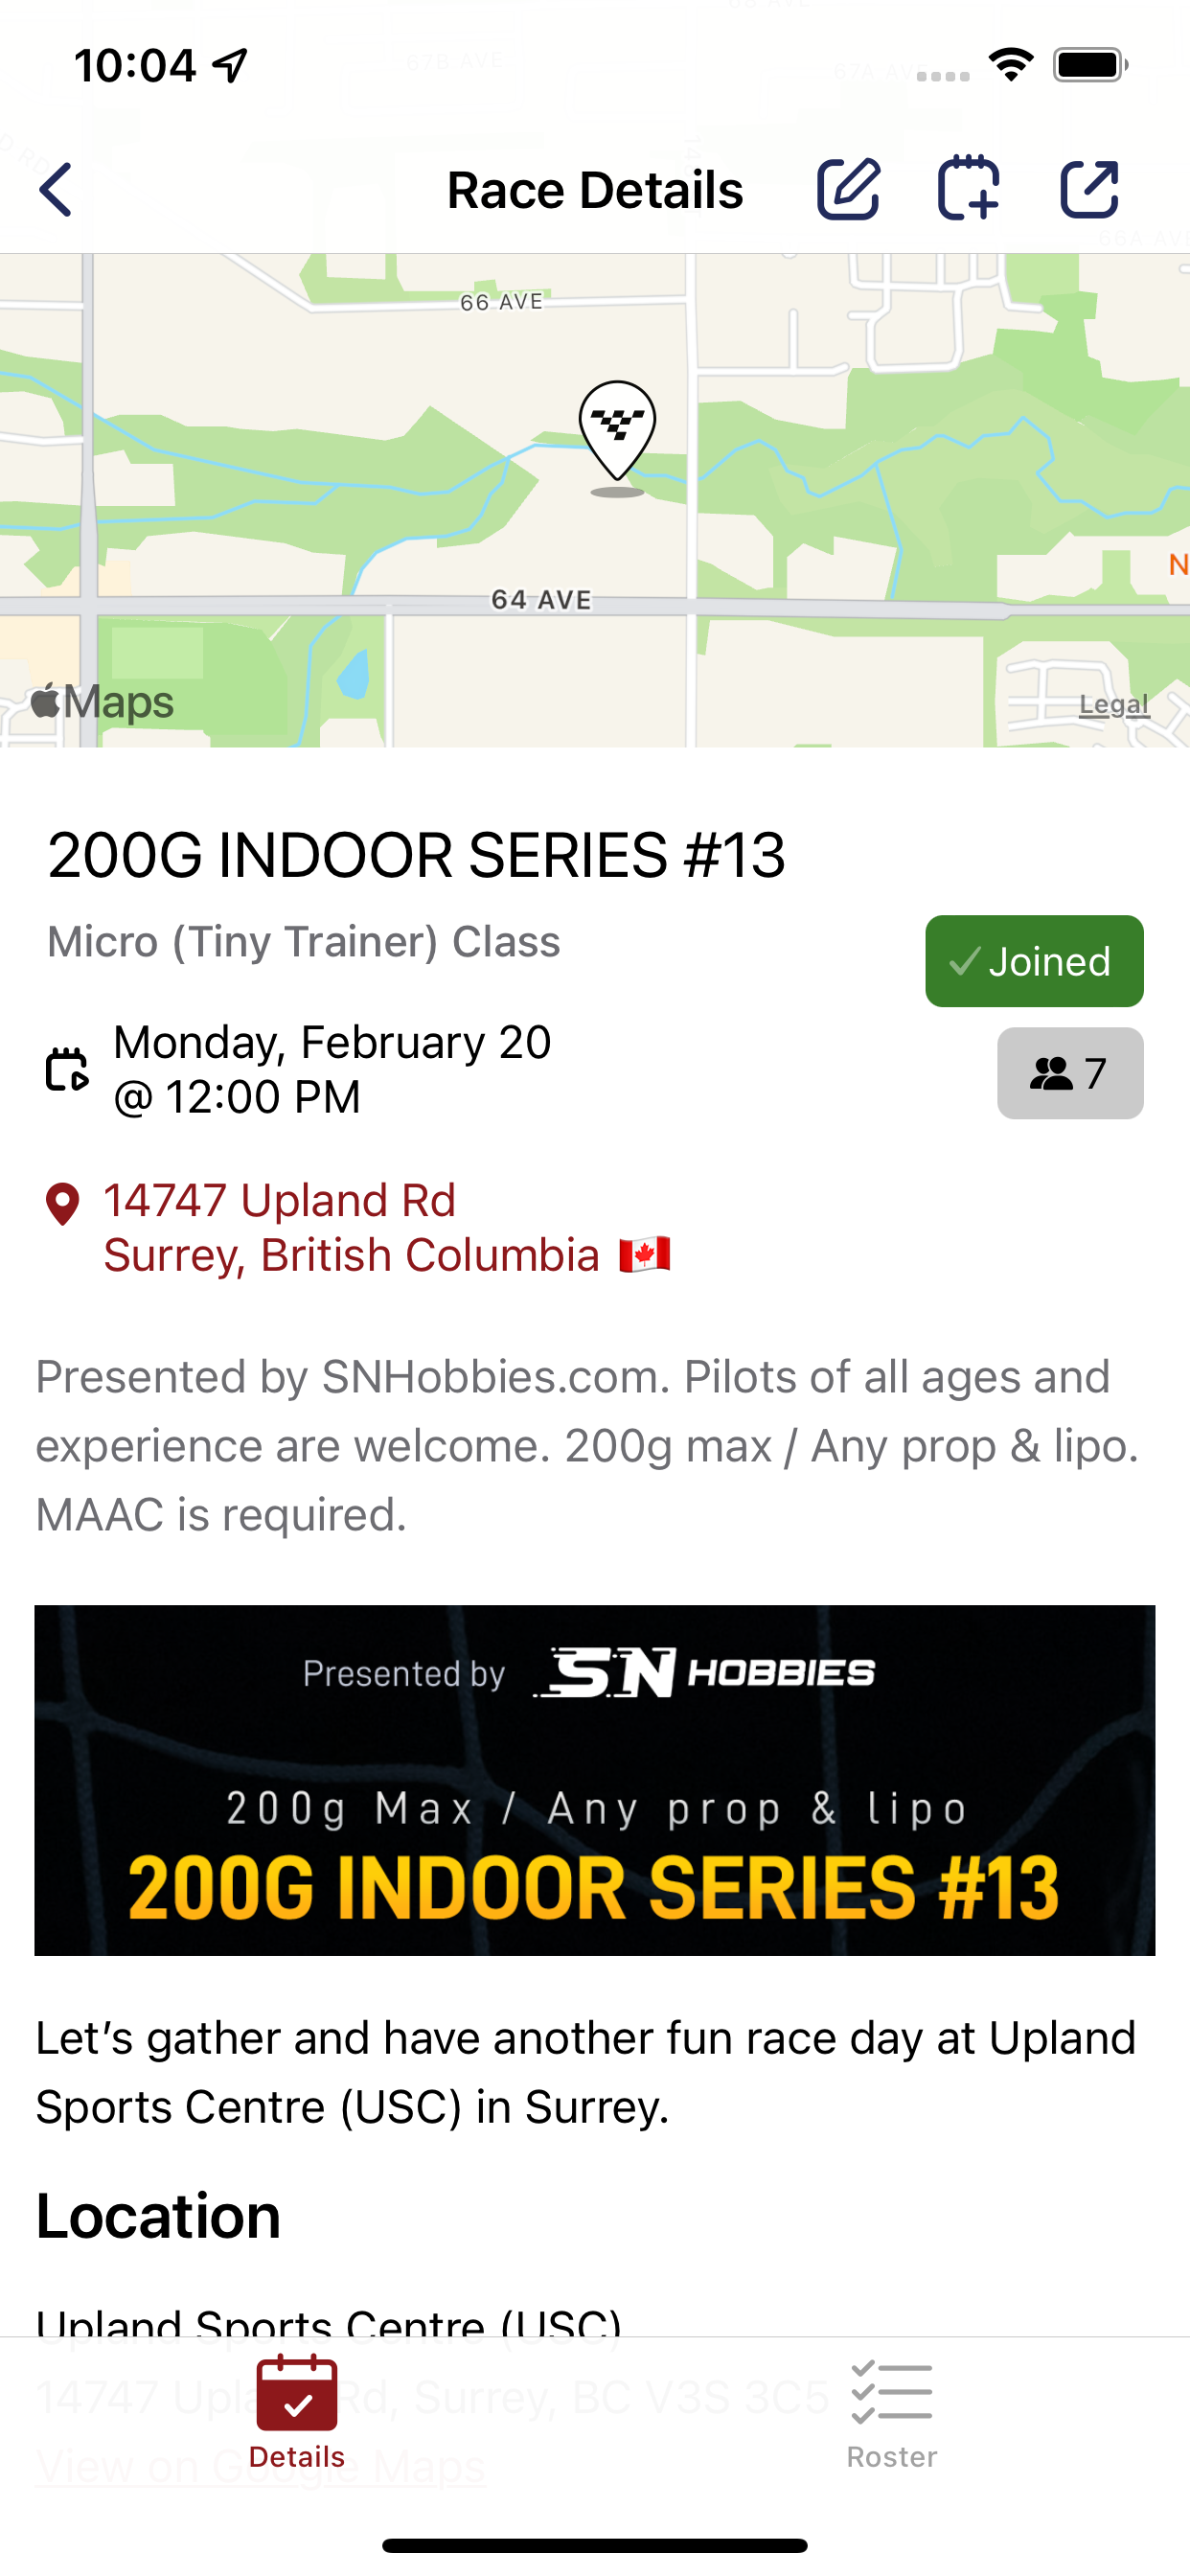 10:04
Race Details
66 AVE
64 AVE
N
Maps
Legal
200G INDOOR SERIES #13
Micro (Tiny Trainer) Class
Joined
Monday, February 20
@ 12:00 PM
7
14747 Upland Rd
Surrey, British Columbia 🇨🇦
Presented by SNHobbies.com. Pilots of all ages and
experience are welcome. 200g max / Any prop & lipo.
MAAC is required.
Presented by SN HOBBIES
200g Max / Any prop & lipo
200G INDOOR SERIES #13
Let’s gather and have another fun race day at Upland
Sports Centre (USC) in Surrey.
Location
Upland Sports Centre (USC)
14747 Upland Rd, Surrey, BC V3S 3C5
View on Google Maps
Details
Roster